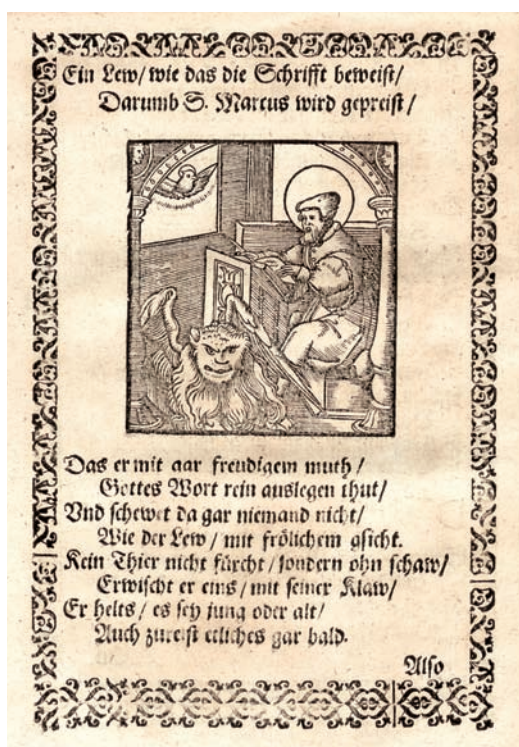 Ein Lew/ wie das die Schrifft beweist/
Darumb S. Marcus wird gepreist/
Das er mit gar freudigem muth/
Gottes Wort rein auslegen thut/
Vnd schewet da gar niemand nicht/
Wie der Lew/ mit frölichem gsicht.
Kein Thier nicht fürcht/ sondern ohn schaw/
Erwischt er eins/ mit seiner Klaw/
Er helts/ es sey jung oder alt/
Auch zureist etliches gar bald.
Also